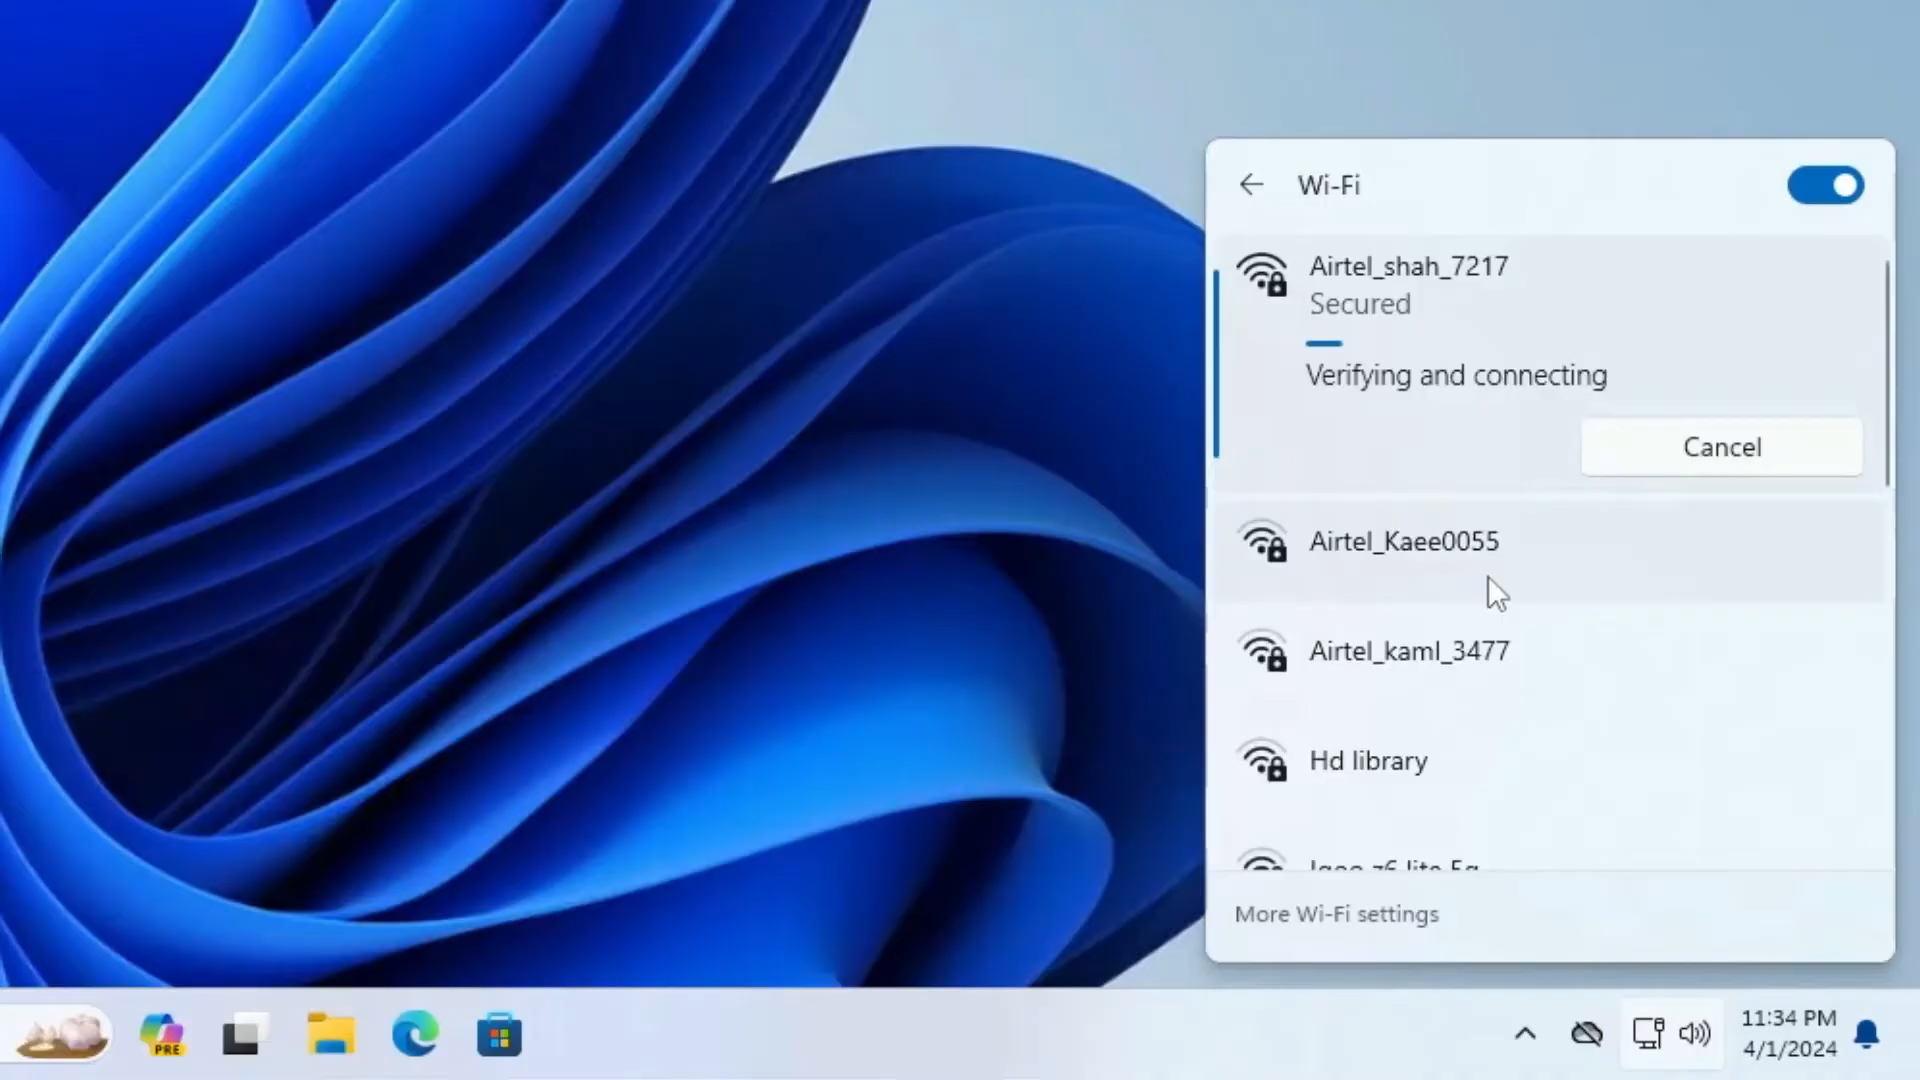 Wi-Fi
Airtel_shah_7217
Secured
Verifying and connecting
Cancel
Airtel_Kaee0055
Airtel_kaml_3477
Hd library
More Wi-Fi settings
PRE
11:34 PM
4/1/2024